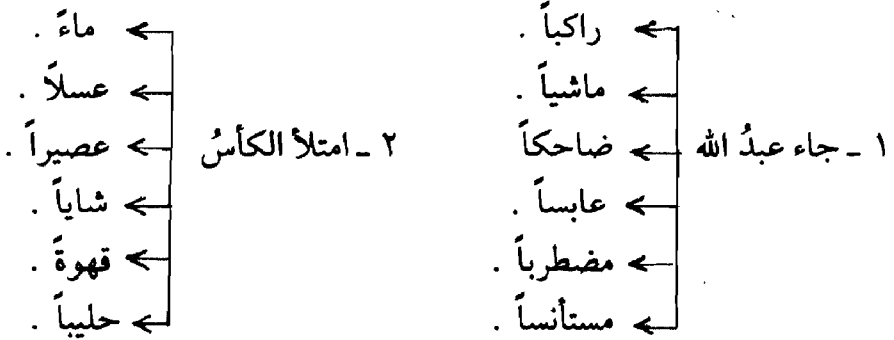 ١ - جاء عبدُ الله
راكباً .
ماشياً .
ضاحكاً
عابساً .
مضطرباً .
مستأنساً .
٢ - امتلأ الكأسُ
ماءً .
عسلاً .
عصيراً .
شاياً .
قهوةً .
حليباً .